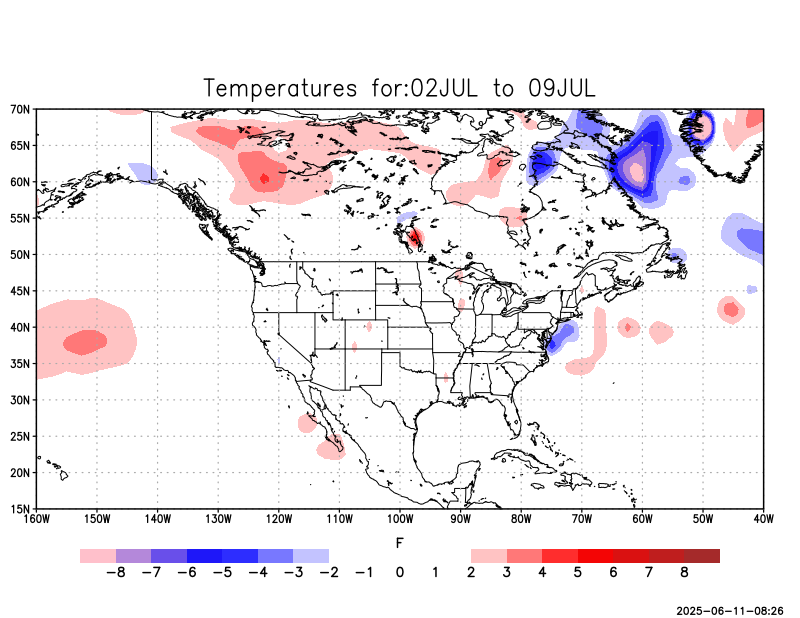 Temperatures for:02JUL to 09JUL
70N
65N
60N
55N
50N
45N
40N
35N
30N
25N
20N
15N
160W 150W 140W 130W 120W 110W 100W 90W 80W 70W 60W 50W 40W
F
-8 -7 -6 -5 -4 -3 -2 -1 0 1 2 3 4 5 6 7 8
2025-06-11-08:26